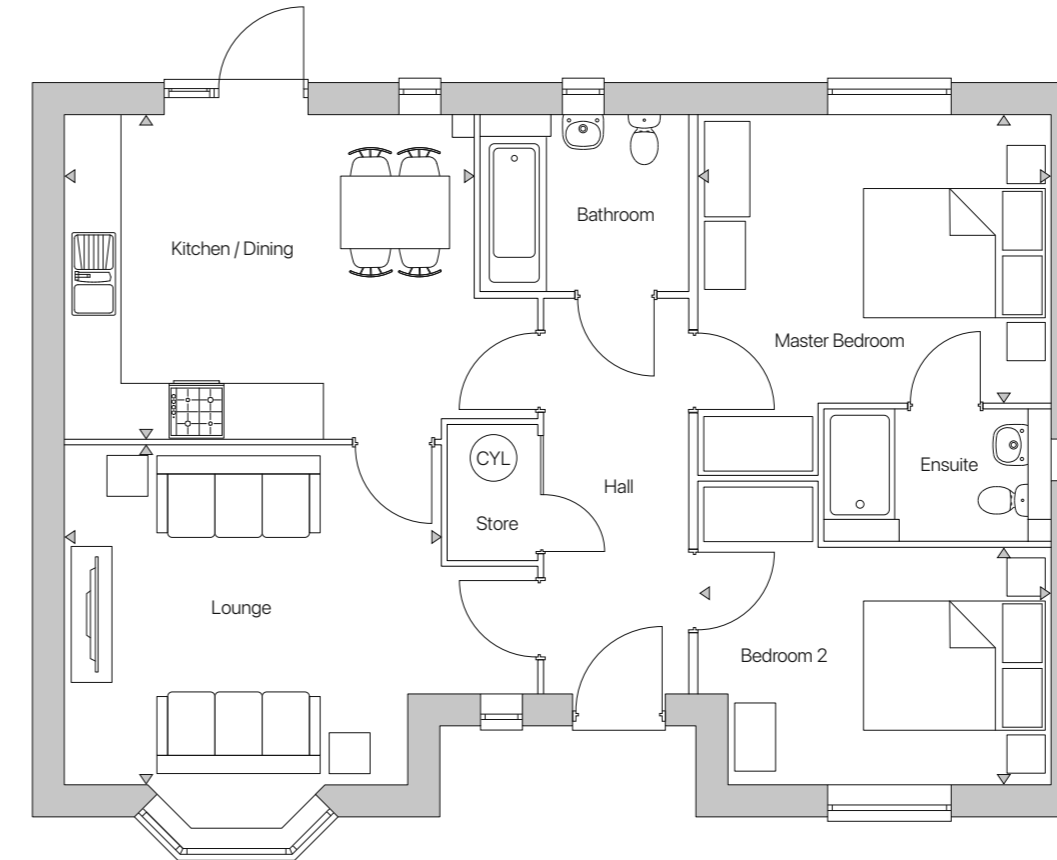 Bathroom
Kitchen / Dining
Master Bedroom
CYL
Ensuite
Hall
Store
Lounge
Bedroom 2